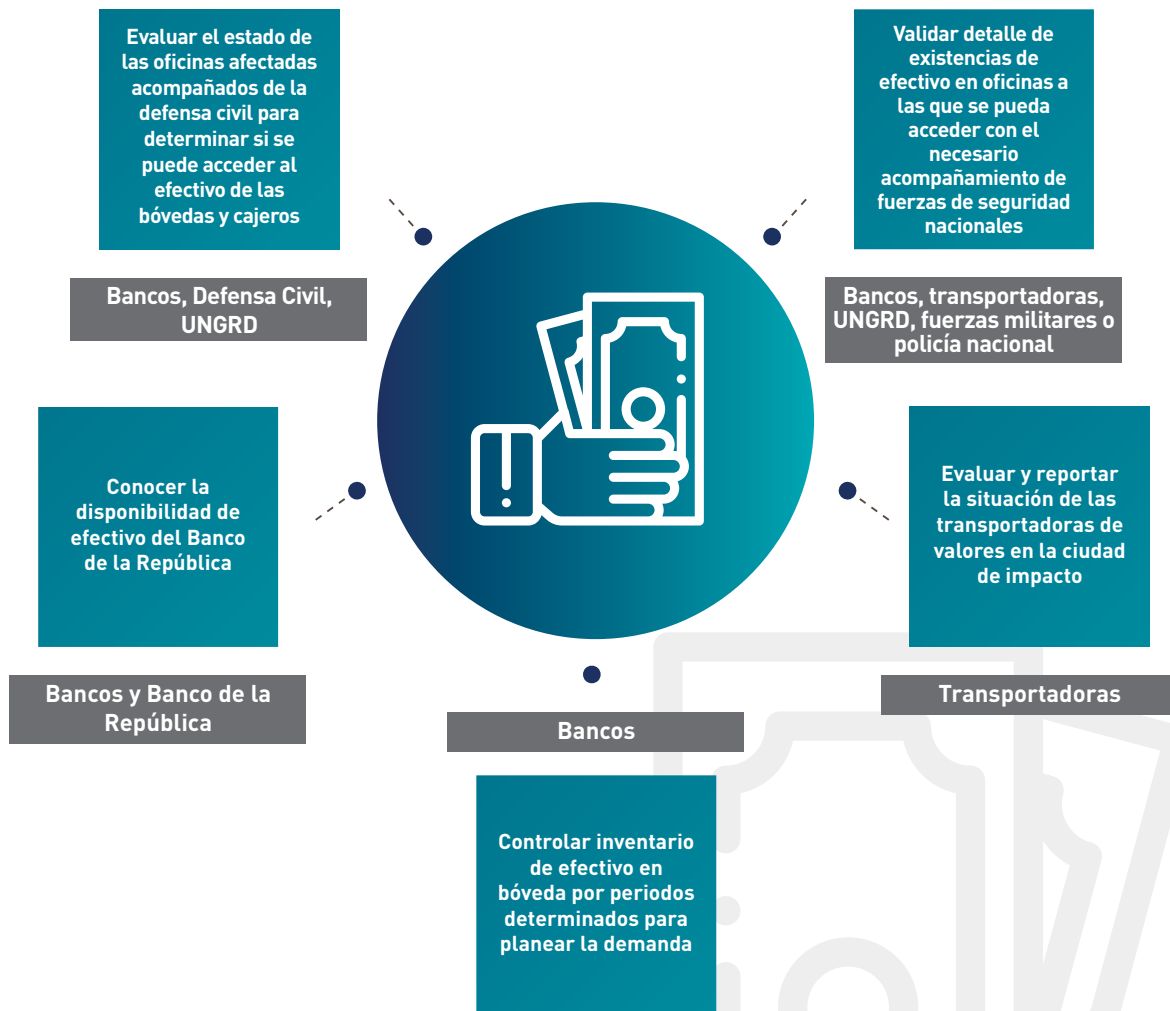 Evaluar el estado de
las oficinas afectadas
acompañados de la
defensa civil para
determinar si se
puede acceder al
efectivo de las
bóvedas y cajeros
Bancos, Defensa Civil,
UNGRD
Validar detalle de
existencias de
efectivo en oficinas a
las que se pueda
acceder con el
necesario
acompañamiento de
fuerzas de seguridad
nacionales
Bancos, transportadoras,
UNGRD, fuerzas militares o
policía nacional
Conocer la
disponibilidad de
efectivo del Banco
de la República
Bancos y Banco de la
República
Evaluar y reportar
la situación de las
transportadoras de
valores en la ciudad
de impacto
Transportadoras
Bancos
Controlar inventario
de efectivo en
bóveda por periodos
determinados para
planear la demanda